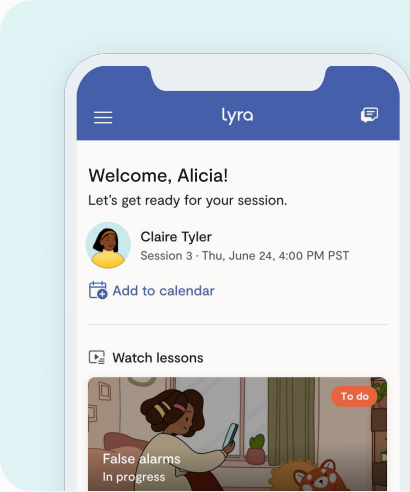 lyra
Welcome, Alicia!
Let's get ready for your session.
Claire Tyler
Session 3 · Thu, June 24, 4:00 PM PST
Add to calendar
Watch lessons
To do
False alarms
In progress